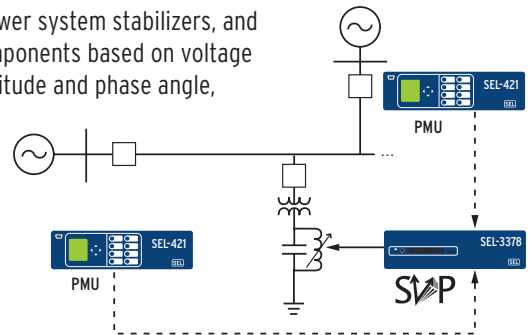 wer system stabilizers, and
mponents based on voltage
itude and phase angle,
SEL-421
SEL
PMU
...
SEL-421
SEL
PMU
SEL-3378
SEL
SVP